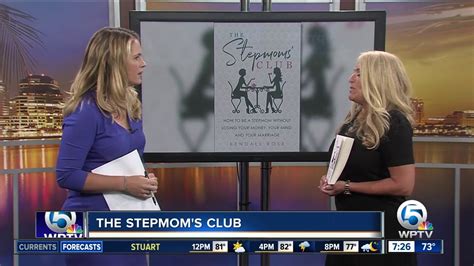 THE
Stepmoms'
CLUB
HOW TO BE A STEPMOM WITHOUT
LOSING YOUR MONEY, YOUR MIND
AND YOUR MARRIAGE
KENDALL ROSE
5
WPTV
THE STEPMOM'S CLUB
5
WPTV
CURRENTS FORECASTS STUART 12PM 81° 4PM 82° 8PM 77° 7:26 73°